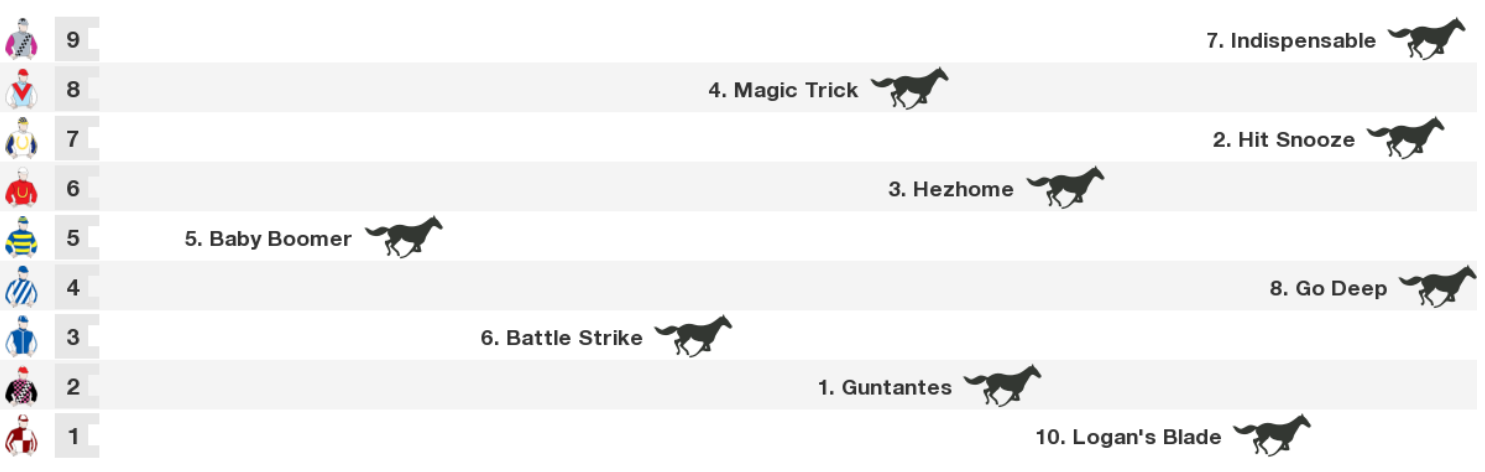 9 7. Indispensable
8 4. Magic Trick
7 2. Hit Snooze
6 3. Hezhome
5 5. Baby Boomer
4 8. Go Deep
3 6. Battle Strike
2 1. Guntantes
1 10. Logan's Blade